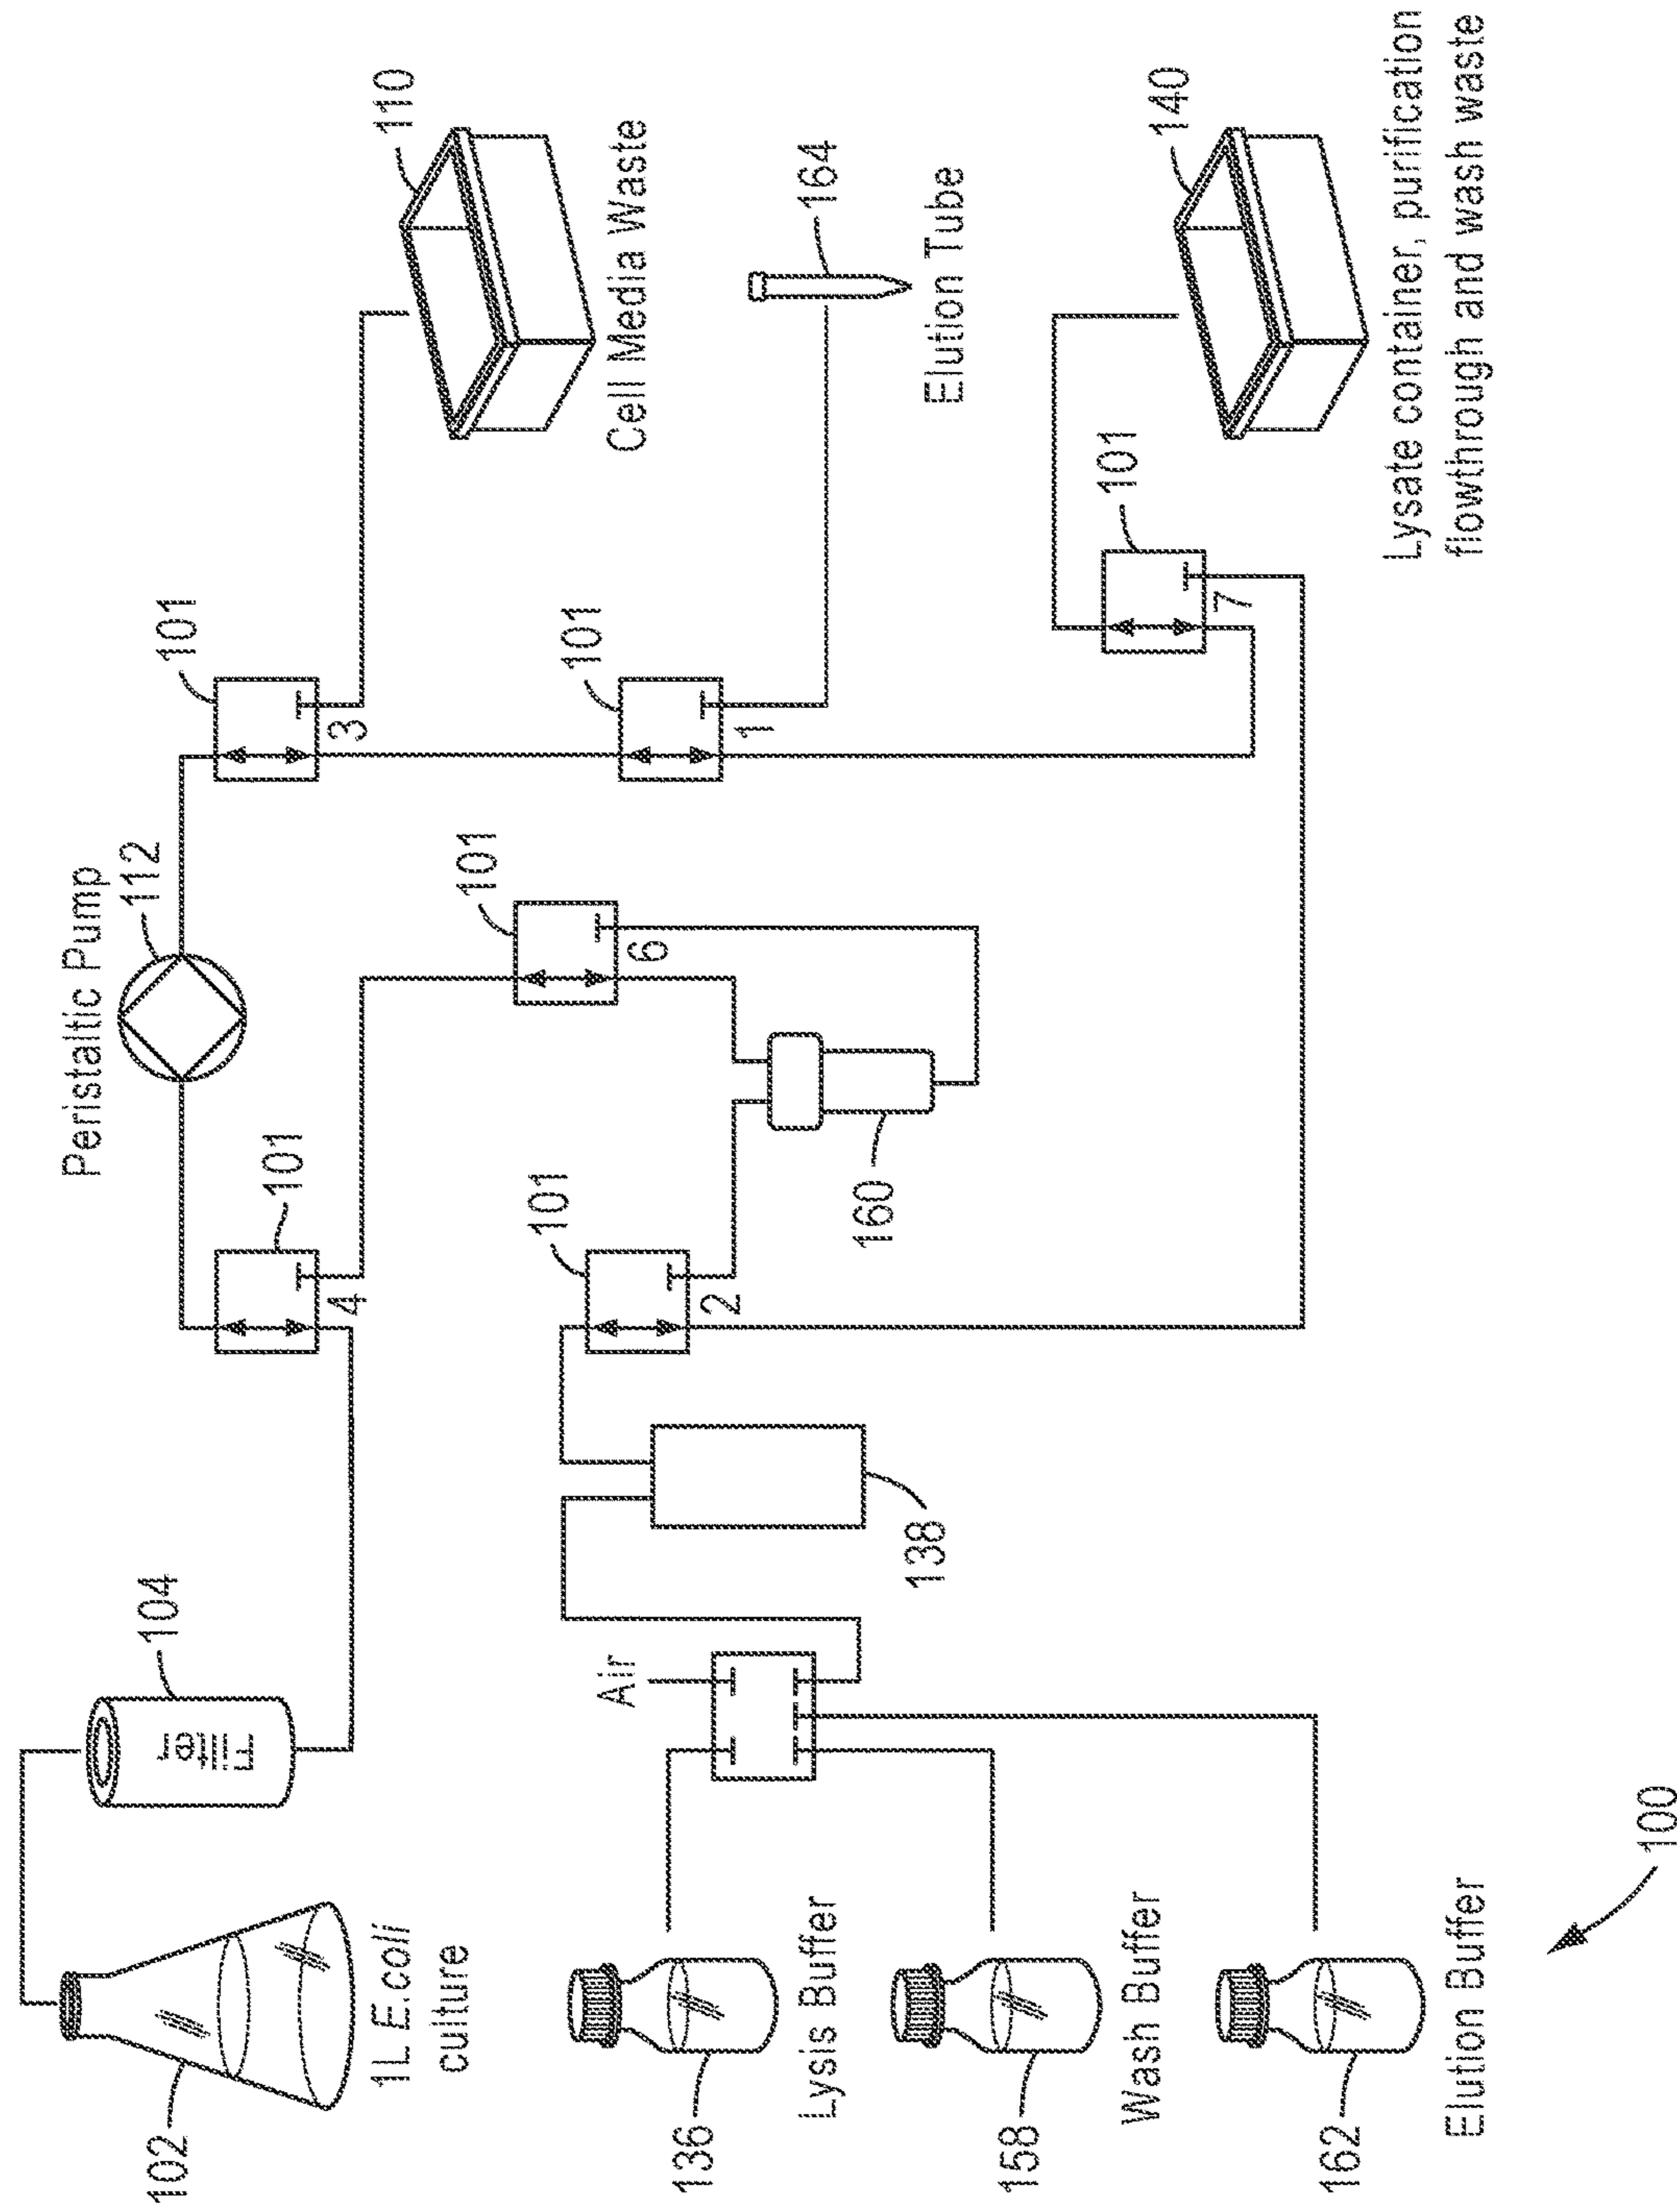 Peristaltic Pump
112
101
101
3
110
Cell Media Waste
102
1L E.coli
culture
104
Filter
4
101
6
101
1
164
Elution Tube
Air
138
101
2
160
101
7
140
Lysate container, purification
flowthrough and wash waste
136
Lysis Buffer
158
Wash Buffer
162
Elution Buffer
100